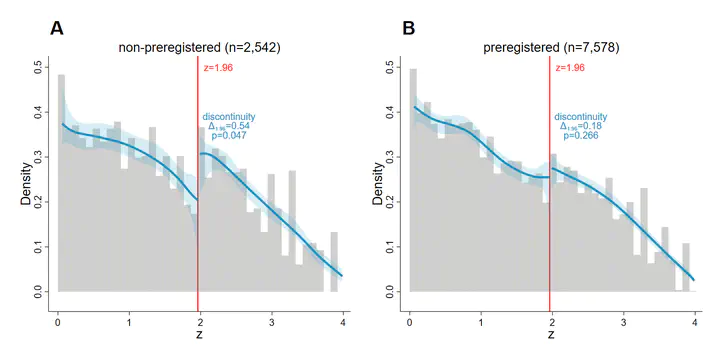 A
non-preregistered (n=2,542)
z=1.96
discontinuity
Δ1.96=0.54
p=0.047
Density
0.5
0.4
0.3
0.2
0.1
0.0
0 1 2 3 4
z
B
preregistered (n=7,578)
z=1.96
discontinuity
Δ1.96=0.18
p=0.266
Density
0.5
0.4
0.3
0.2
0.1
0.0
0 1 2 3 4
z